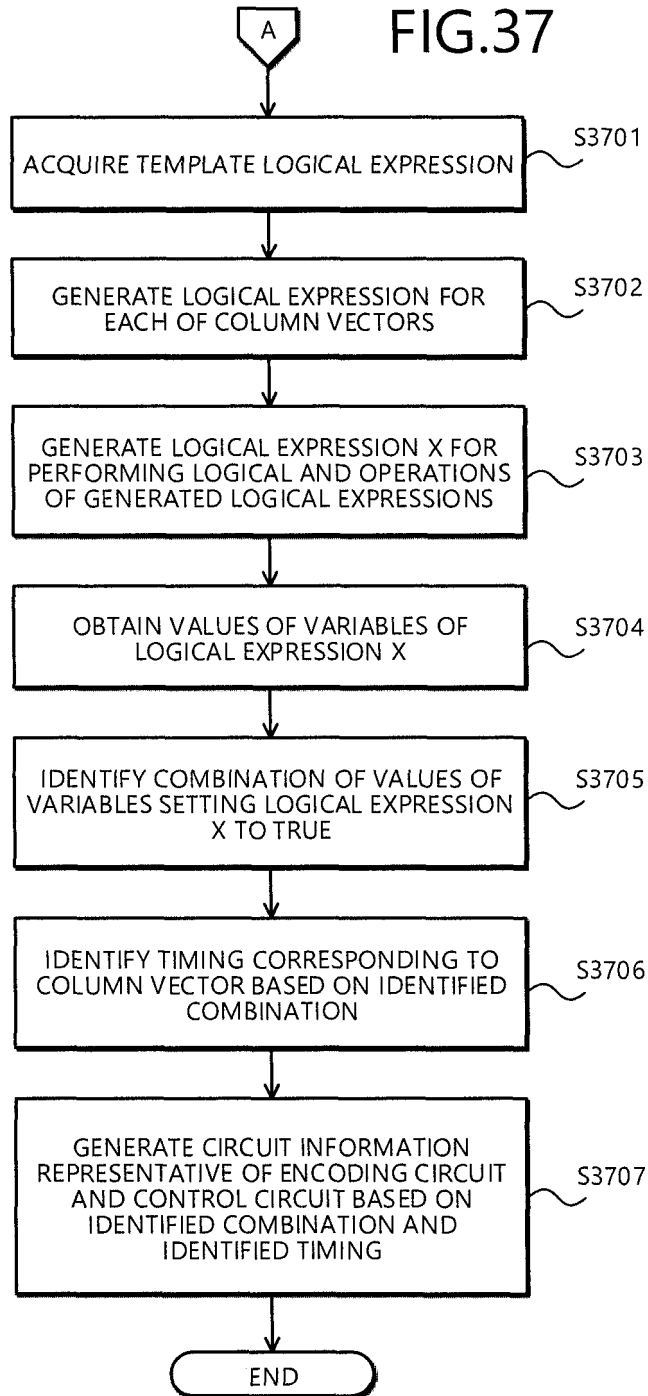 A
FIG.37
ACQUIRE TEMPLATE LOGICAL EXPRESSION
S3701
GENERATE LOGICAL EXPRESSION FOR
EACH OF COLUMN VECTORS
S3702
GENERATE LOGICAL EXPRESSION X FOR
PERFORMING LOGICAL AND OPERATIONS
OF GENERATED LOGICAL EXPRESSIONS
S3703
OBTAIN VALUES OF VARIABLES OF
LOGICAL EXPRESSION X
S3704
IDENTIFY COMBINATION OF VALUES OF
VARIABLES SETTING LOGICAL EXPRESSION
X TO TRUE
S3705
IDENTIFY TIMING CORRESPONDING TO
COLUMN VECTOR BASED ON IDENTIFIED
COMBINATION
S3706
GENERATE CIRCUIT INFORMATION
REPRESENTATIVE OF ENCODING CIRCUIT
AND CONTROL CIRCUIT BASED ON
IDENTIFIED COMBINATION AND
IDENTIFIED TIMING
S3707
END